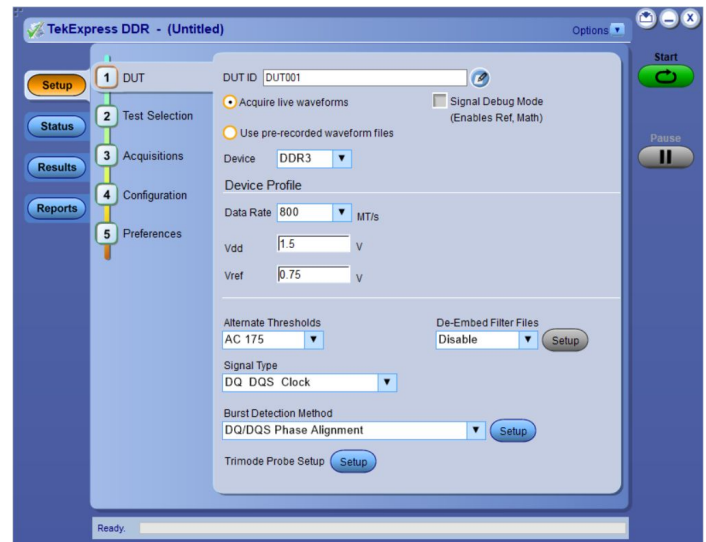 TekExpress DDR - (Untitled)
Options
Start
Setup
Status
Results
Reports
Pause
1 DUT
2 Test Selection
3 Acquisitions
4 Configuration
5 Preferences
DUT ID DUT001
Acquire live waveforms
Signal Debug Mode
(Enables Ref, Math)
Use pre-recorded waveform files
Device DDR3
Device Profile
Data Rate 800 MT/s
Vdd 1.5 V
Vref 0.75 V
Alternate Thresholds
De-Embed Filter Files
AC 175
Disable Setup
Signal Type
DQ DQS Clock
Burst Detection Method
DQ/DQS Phase Alignment Setup
Trimode Probe Setup Setup
Ready.